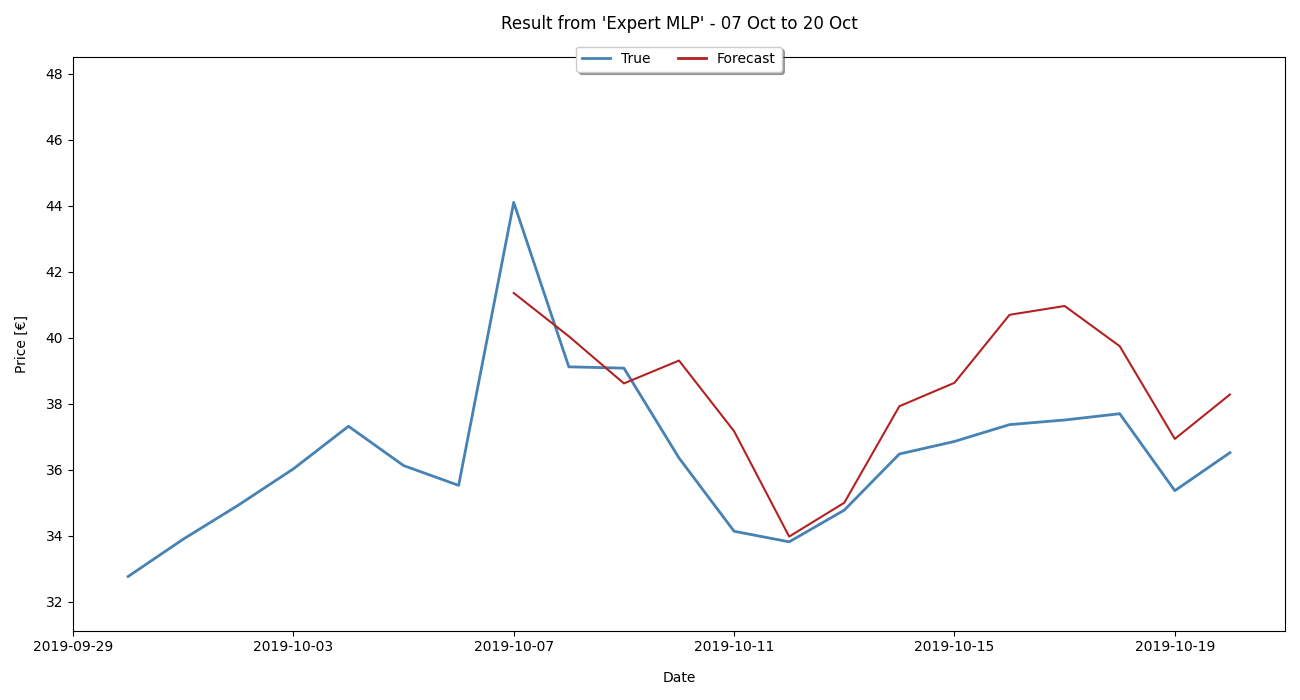 Result from 'Expert MLP' - 07 Oct to 20 Oct
True Forecast
48
46
44
42
40
38
36
34
32
Price [€]
2019-09-29 2019-10-03 2019-10-07 2019-10-11 2019-10-15 2019-10-19
Date